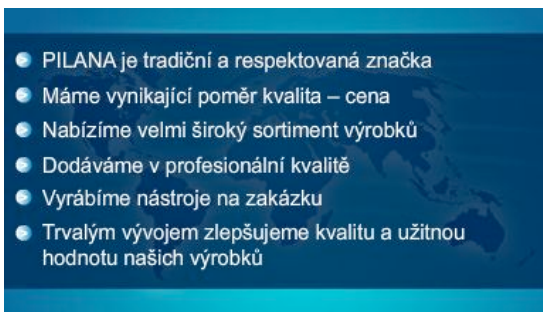 PILANA je tradiční a respektovaná značka
Máme vynikající poměr kvalita – cena
Nabízíme velmi široký sortiment výrobků
Dodáváme v profesionální kvalitě
Vyrábíme nástroje na zakázku
Trvalým vývojem zlepšujeme kvalitu a užitnou
hodnotu našich výrobků